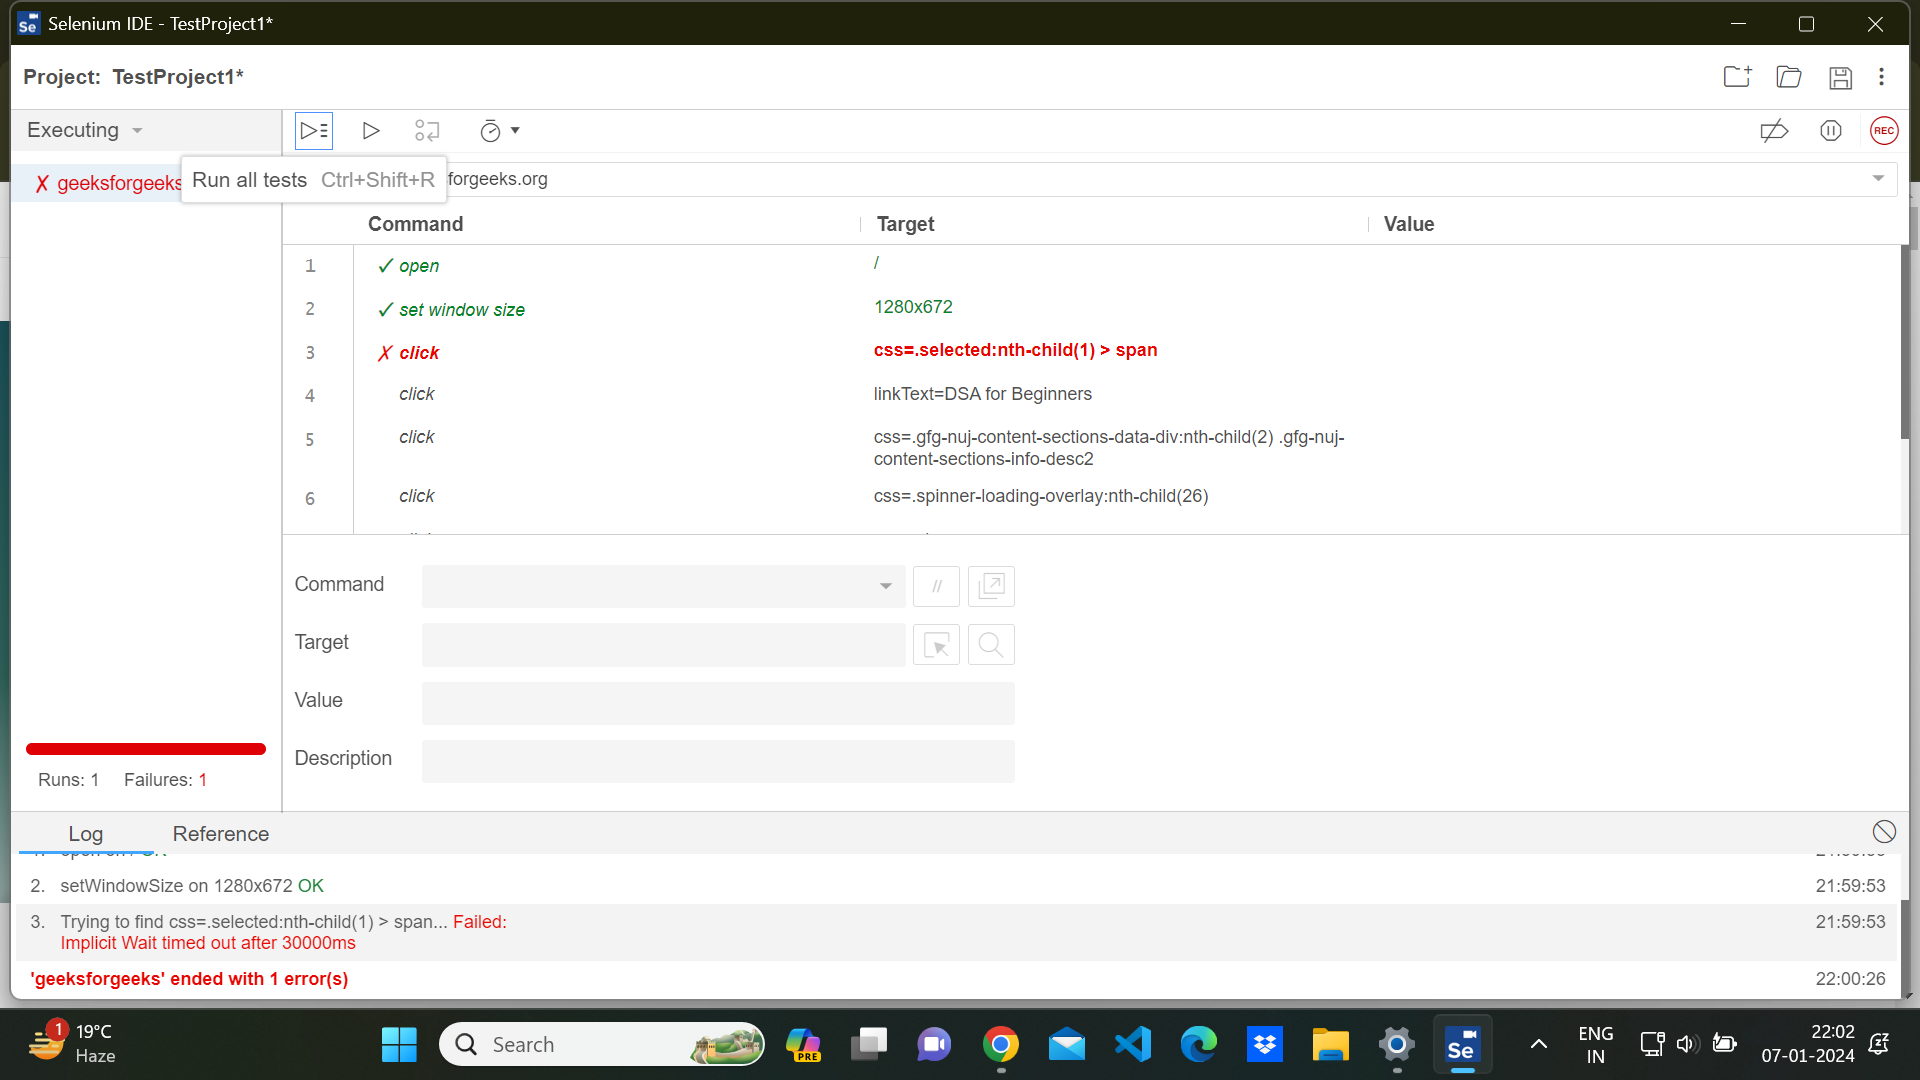 Se
Selenium IDE - TestProject1*
Project: TestProject1*
Executing
geeksforgeeks
Run all tests Ctrl+Shift+R
forgeeks.org
REC
Command Target Value
1 ✓ open /
2 ✓ set window size 1280x672
3 ✗ click css=.selected:nth-child(1) > span
4 click linkText=DSA for Beginners
5 click css=.gfg-nuj-content-sections-data-div:nth-child(2) .gfg-nuj-
content-sections-info-desc2
6 click css=.spinner-loading-overlay:nth-child(26)
Command //
Target
Value
Description
Runs: 1 Failures: 1
Log Reference
2. setWindowSize on 1280x672 OK 21:59:53
3. Trying to find css=.selected:nth-child(1) > span... Failed: 21:59:53
Implicit Wait timed out after 30000ms
'geeksforgeeks' ended with 1 error(s) 22:00:26
1 19°C
Haze
Search
PRE
Se
ENG
IN
22:02
07-01-2024